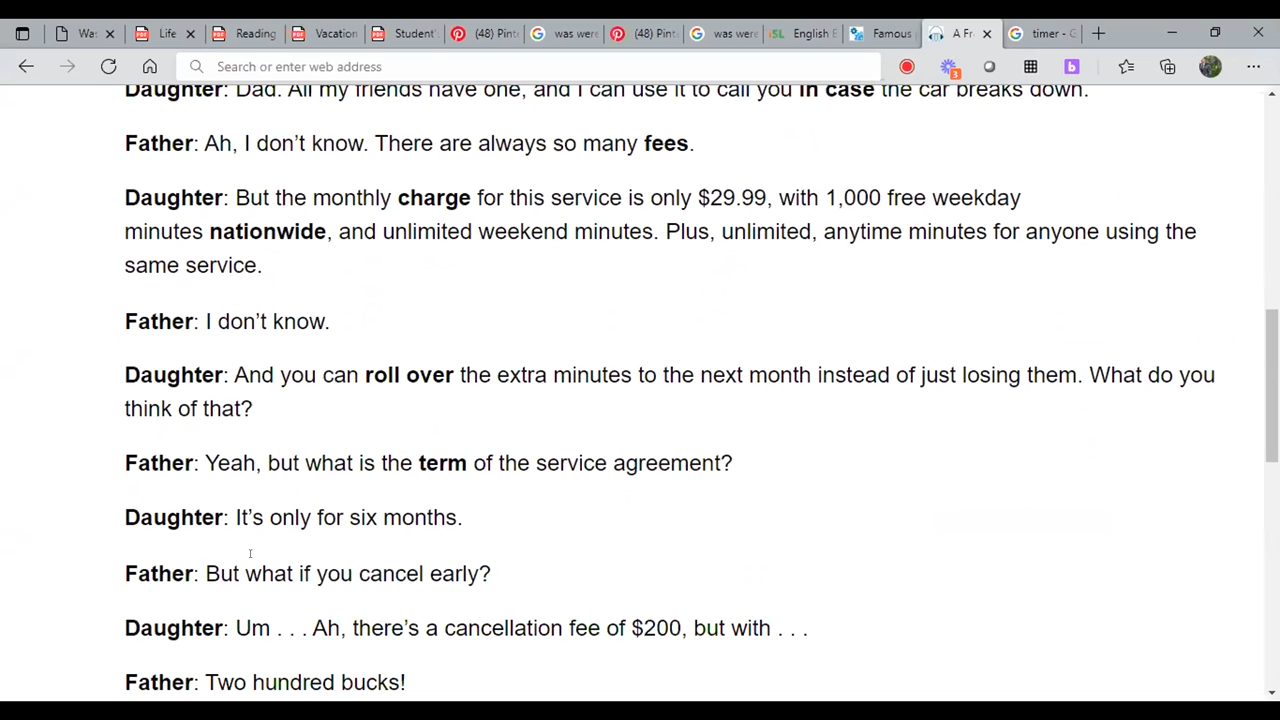 Was
Life
Reading
Vacation
Student's
(48) Pint
was were
(48) Pint
was were
ISL English E
Famous
A Fr
timer - G
Search or enter web address
3
b
Daughter: Dad. All my friends have one, and I can use it to call you in case the car breaks down.
Father: Ah, I don’t know. There are always so many fees.
Daughter: But the monthly charge for this service is only $29.99, with 1,000 free weekday
minutes nationwide, and unlimited weekend minutes. Plus, unlimited, anytime minutes for anyone using the
same service.
Father: I don’t know.
Daughter: And you can roll over the extra minutes to the next month instead of just losing them. What do you
think of that?
Father: Yeah, but what is the term of the service agreement?
Daughter: It’s only for six months.
Father: But what if you cancel early?
Daughter: Um . . . Ah, there’s a cancellation fee of $200, but with . . .
Father: Two hundred bucks!